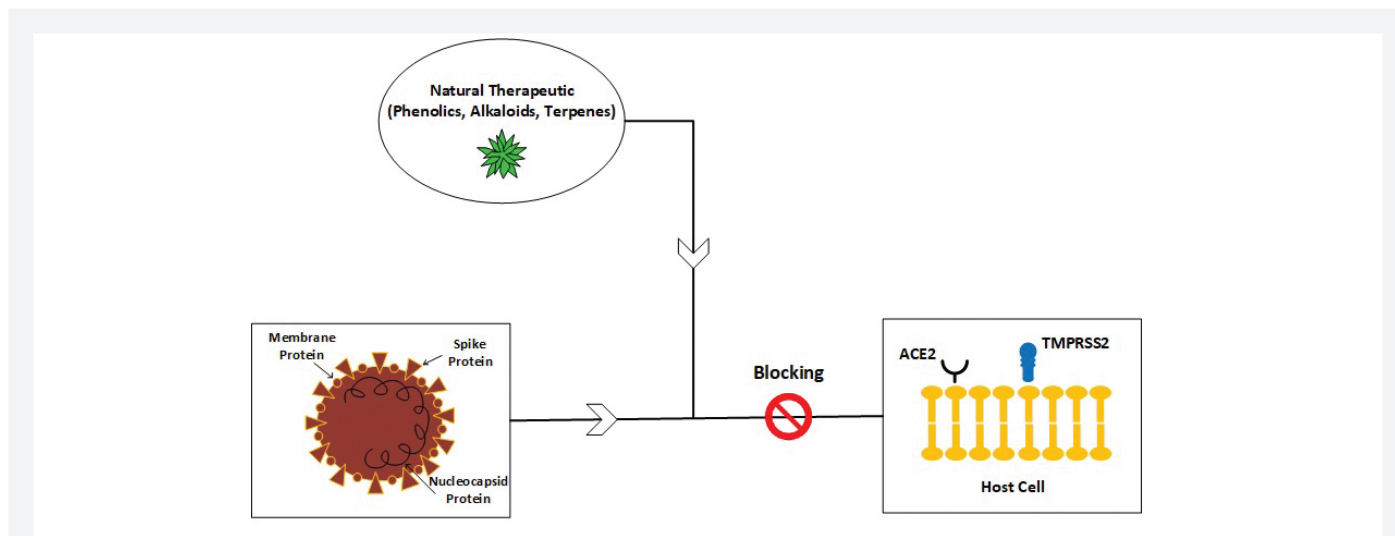 Natural Therapeutic
(Phenolics, Alkaloids, Terpenes)
Membrane
Protein
Spike
Protein
Nucleocapsid
Protein
Blocking
ACE2
TMPRSS2
Host Cell